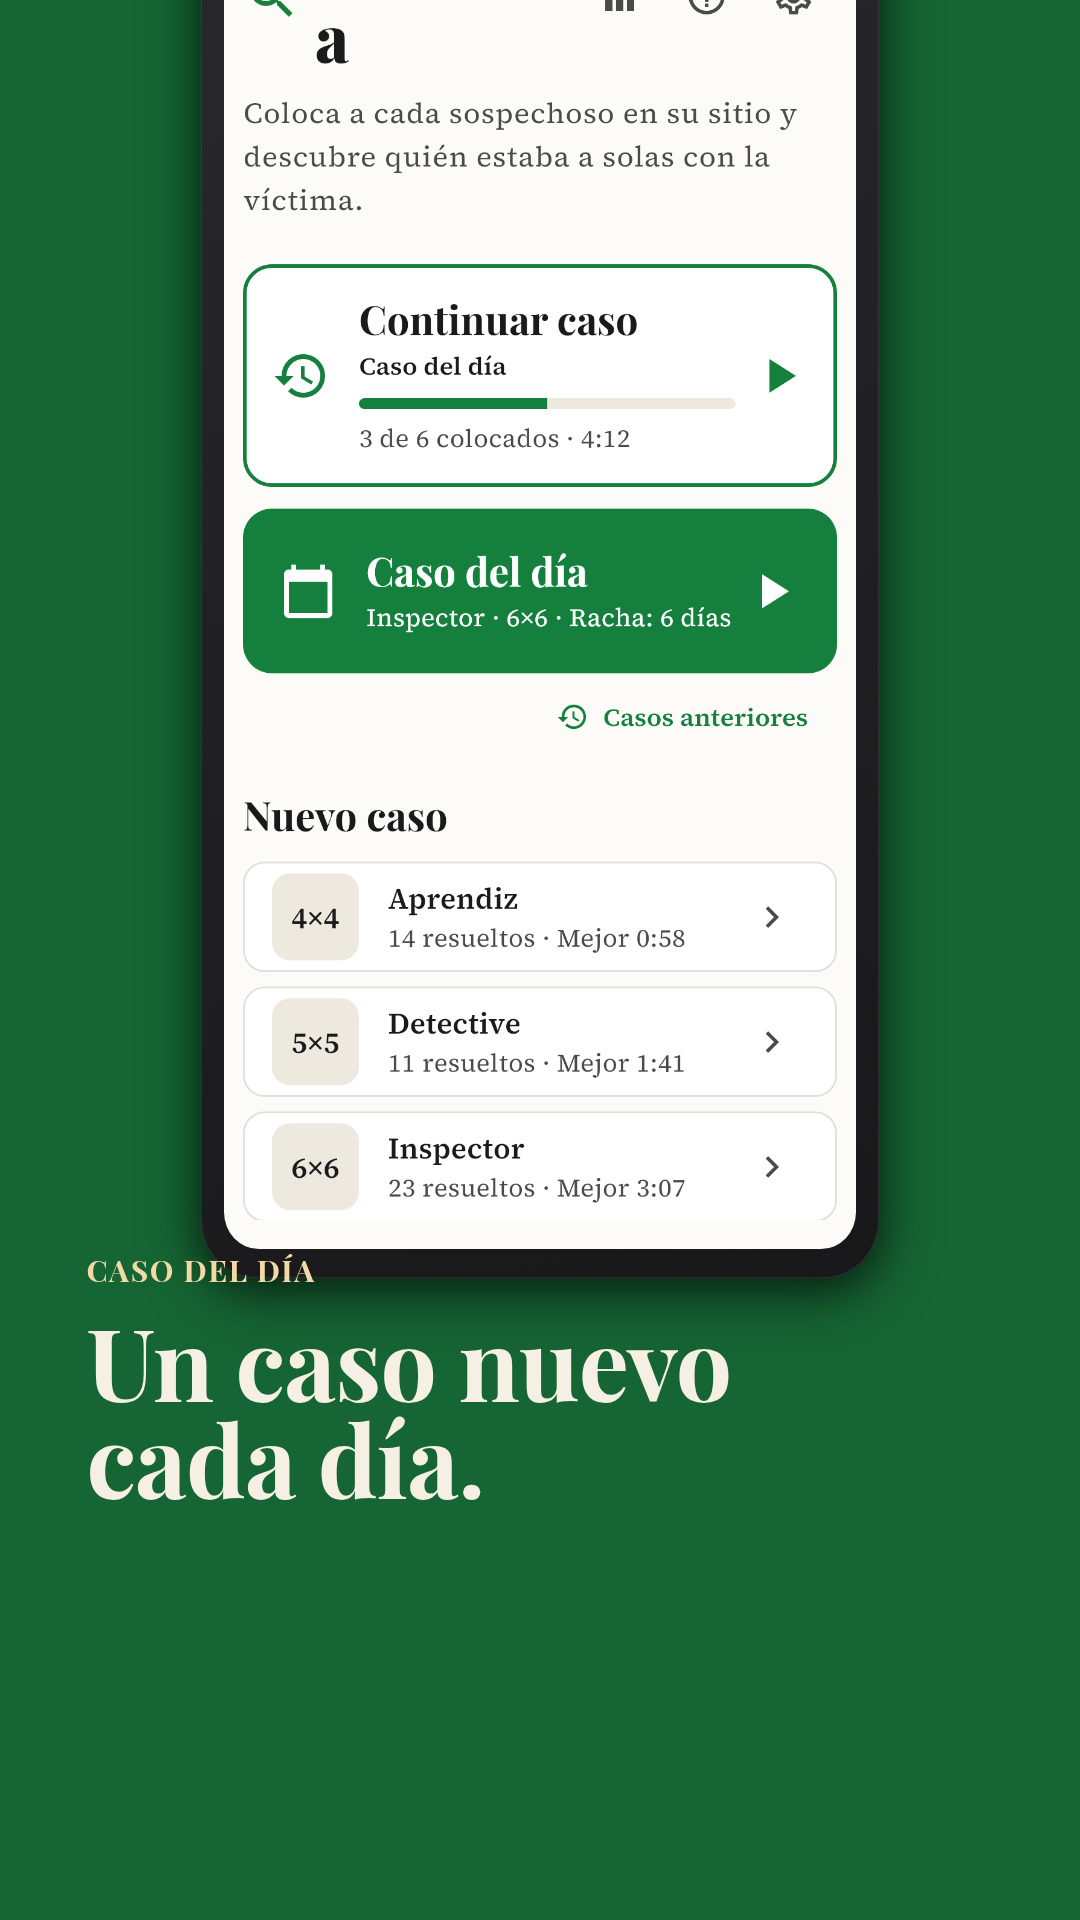 a
Coloca a cada sospechoso en su sitio y
descubre quién estaba a solas con la
víctima.
Continuar caso
Caso del día
3 de 6 colocados · 4:12
Caso del día
Inspector · 6×6 · Racha: 6 días
Casos anteriores
Nuevo caso
4×4
Aprendiz
14 resueltos · Mejor 0:58
5×5
Detective
11 resueltos · Mejor 1:41
6×6
Inspector
23 resueltos · Mejor 3:07
CASO DEL DÍA
Un caso nuevo
cada día.